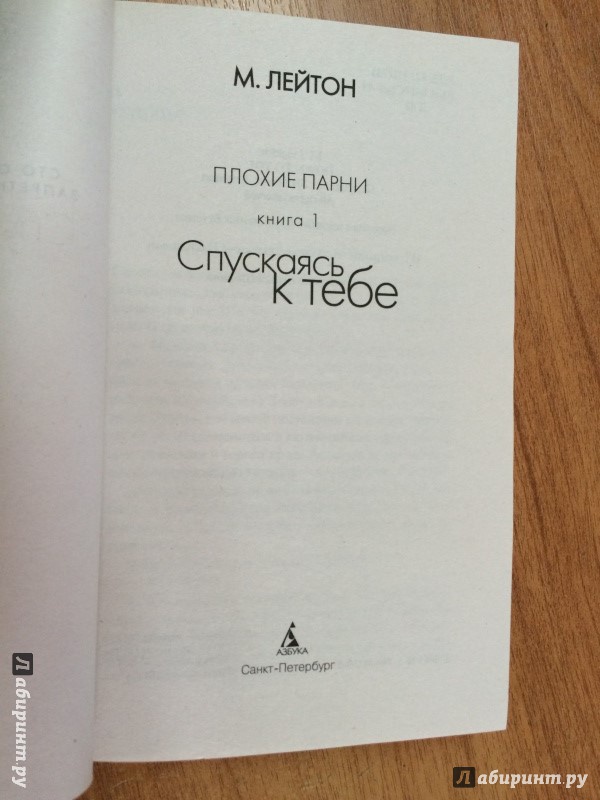 М. ЛЕЙТОН
ПЛОХИЕ ПАРНИ
книга 1
Спускаясь
к тебе
АЗБУКА
Санкт-Петербург
Лабиринт.ру
Лабиринт.ру